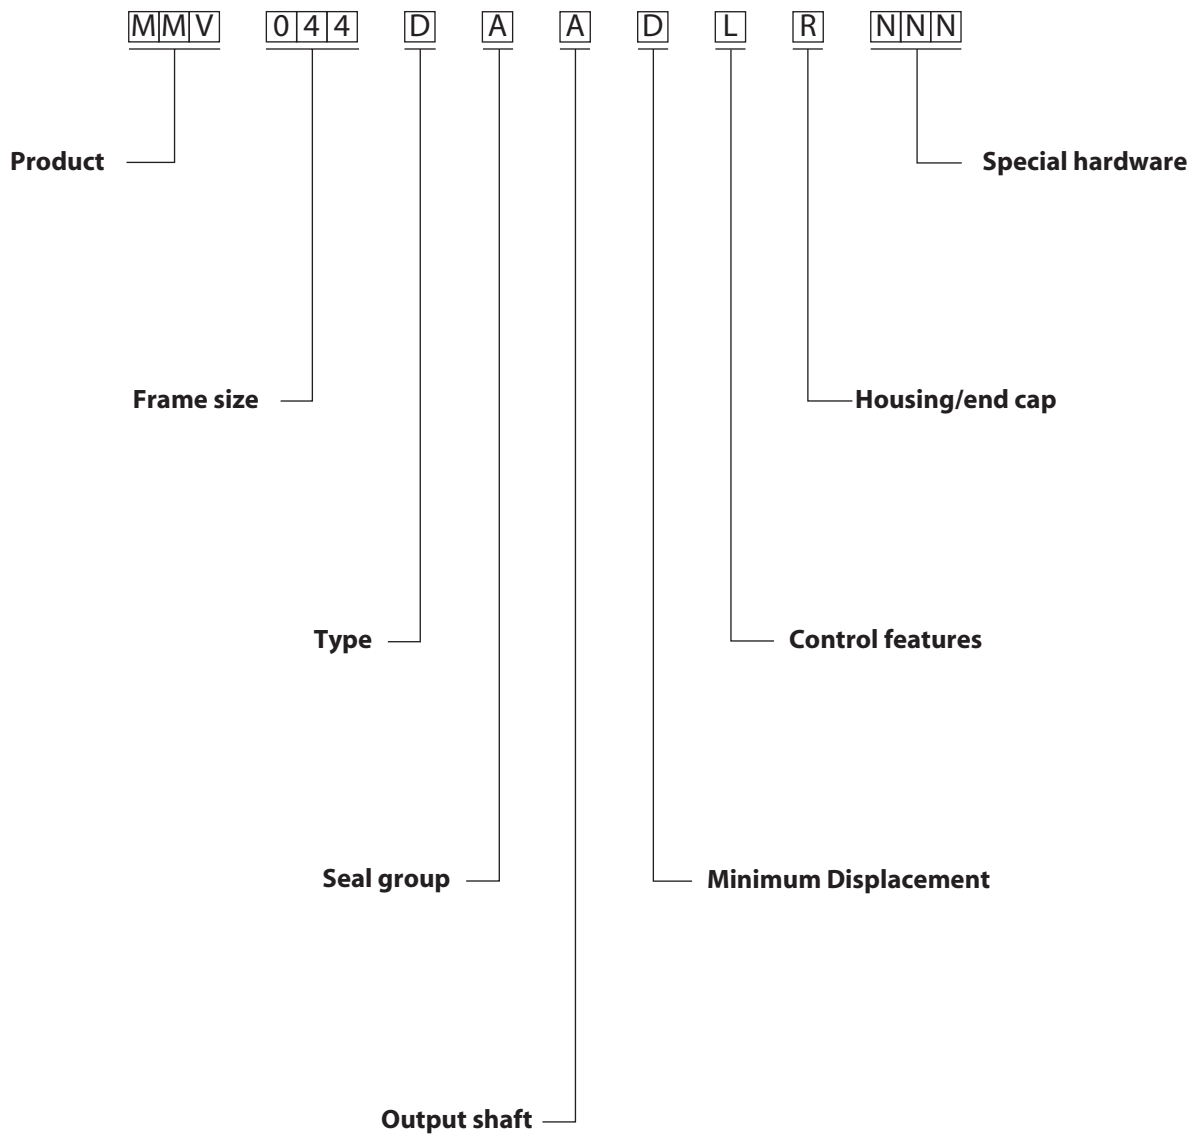 MMV 044 D A A D L R NNN
Product
Special hardware
Frame size
Housing/end cap
Type
Control features
Seal group
Minimum Displacement
Output shaft